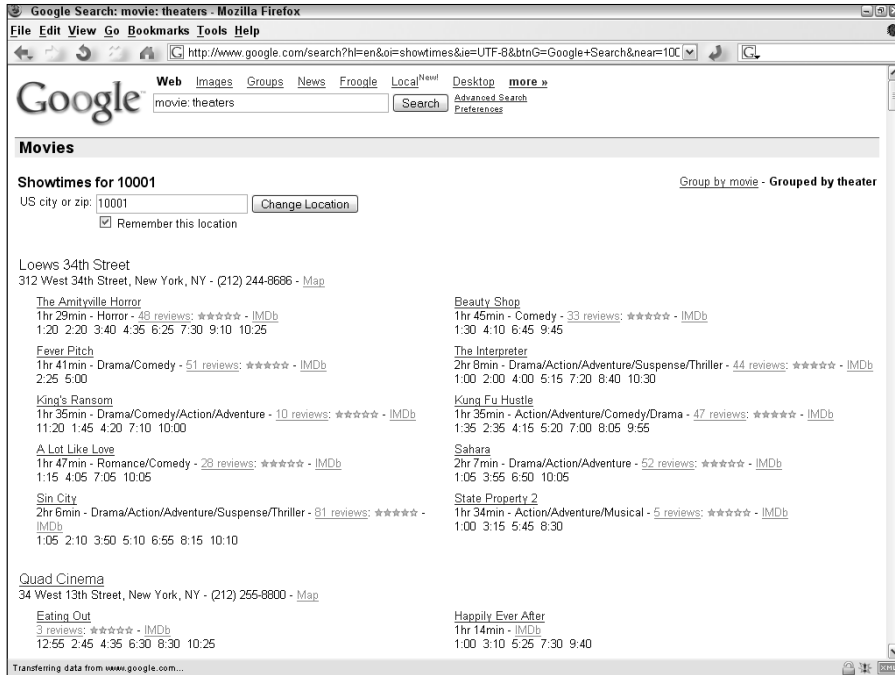 Google Search: movie: theaters - Mozilla Firefox
File Edit View Go Bookmarks Tools Help
http://www.google.com/search?hl=en&oi=showtimes&ie=UTF-8&btnG=Google+Search&near=100
Google
Web Images Groups News Froogle Local New! Desktop more »
movie: theaters
Search
Advanced Search
Preferences
Movies
Showtimes for 10001
Group by movie - Grouped by theater
US city or zip: 10001 Change Location
Remember this location
Loews 34th Street
312 West 34th Street, New York, NY - (212) 244-8686 - Map
The Amityville Horror
1hr 29min - Horror - 48 reviews: ☆☆☆☆☆ - IMDb
1:20 2:20 3:40 4:35 6:25 7:30 9:10 10:25
Beauty Shop
1hr 45min - Comedy - 33 reviews: ☆☆☆☆☆ - IMDb
1:30 4:10 6:45 9:45
Fever Pitch
1hr 41min - Drama/Comedy - 51 reviews: ☆☆☆☆☆ - IMDb
2:25 5:00
The Interpreter
2hr 8min - Drama/Action/Adventure/Suspense/Thriller - 44 reviews: ☆☆☆☆☆ - IMDb
1:00 2:00 4:00 5:15 7:20 8:40 10:30
King's Ransom
1hr 35min - Drama/Comedy/Action/Adventure - 10 reviews: ☆☆☆☆☆ - IMDb
11:20 1:45 4:20 7:10 10:00
Kung Fu Hustle
1hr 35min - Action/Adventure/Comedy/Drama - 47 reviews: ☆☆☆☆☆ - IMDb
1:35 2:35 4:15 5:20 7:00 8:05 9:55
A Lot Like Love
1hr 47min - Romance/Comedy - 28 reviews: ☆☆☆☆☆ - IMDb
1:15 4:05 7:05 10:05
Sahara
2hr 7min - Drama/Action/Adventure - 52 reviews: ☆☆☆☆☆ - IMDb
1:05 3:55 6:50 10:05
Sin City
2hr 6min - Drama/Action/Adventure/Suspense/Thriller - 81 reviews: ☆☆☆☆☆ -
IMDb
1:05 2:10 3:50 5:10 6:55 8:15 10:10
State Property 2
1hr 34min - Action/Adventure/Musical - 5 reviews: ☆☆☆☆☆ - IMDb
1:00 3:15 5:45 8:30
Quad Cinema
34 West 13th Street, New York, NY - (212) 255-8800 - Map
Eating Out
3 reviews: ☆☆☆☆☆ - IMDb
12:55 2:45 4:35 6:30 8:30 10:25
Happily Ever After
1hr 14min - IMDb
1:00 3:10 5:25 7:30 9:40
Transferring data from www.google.com...